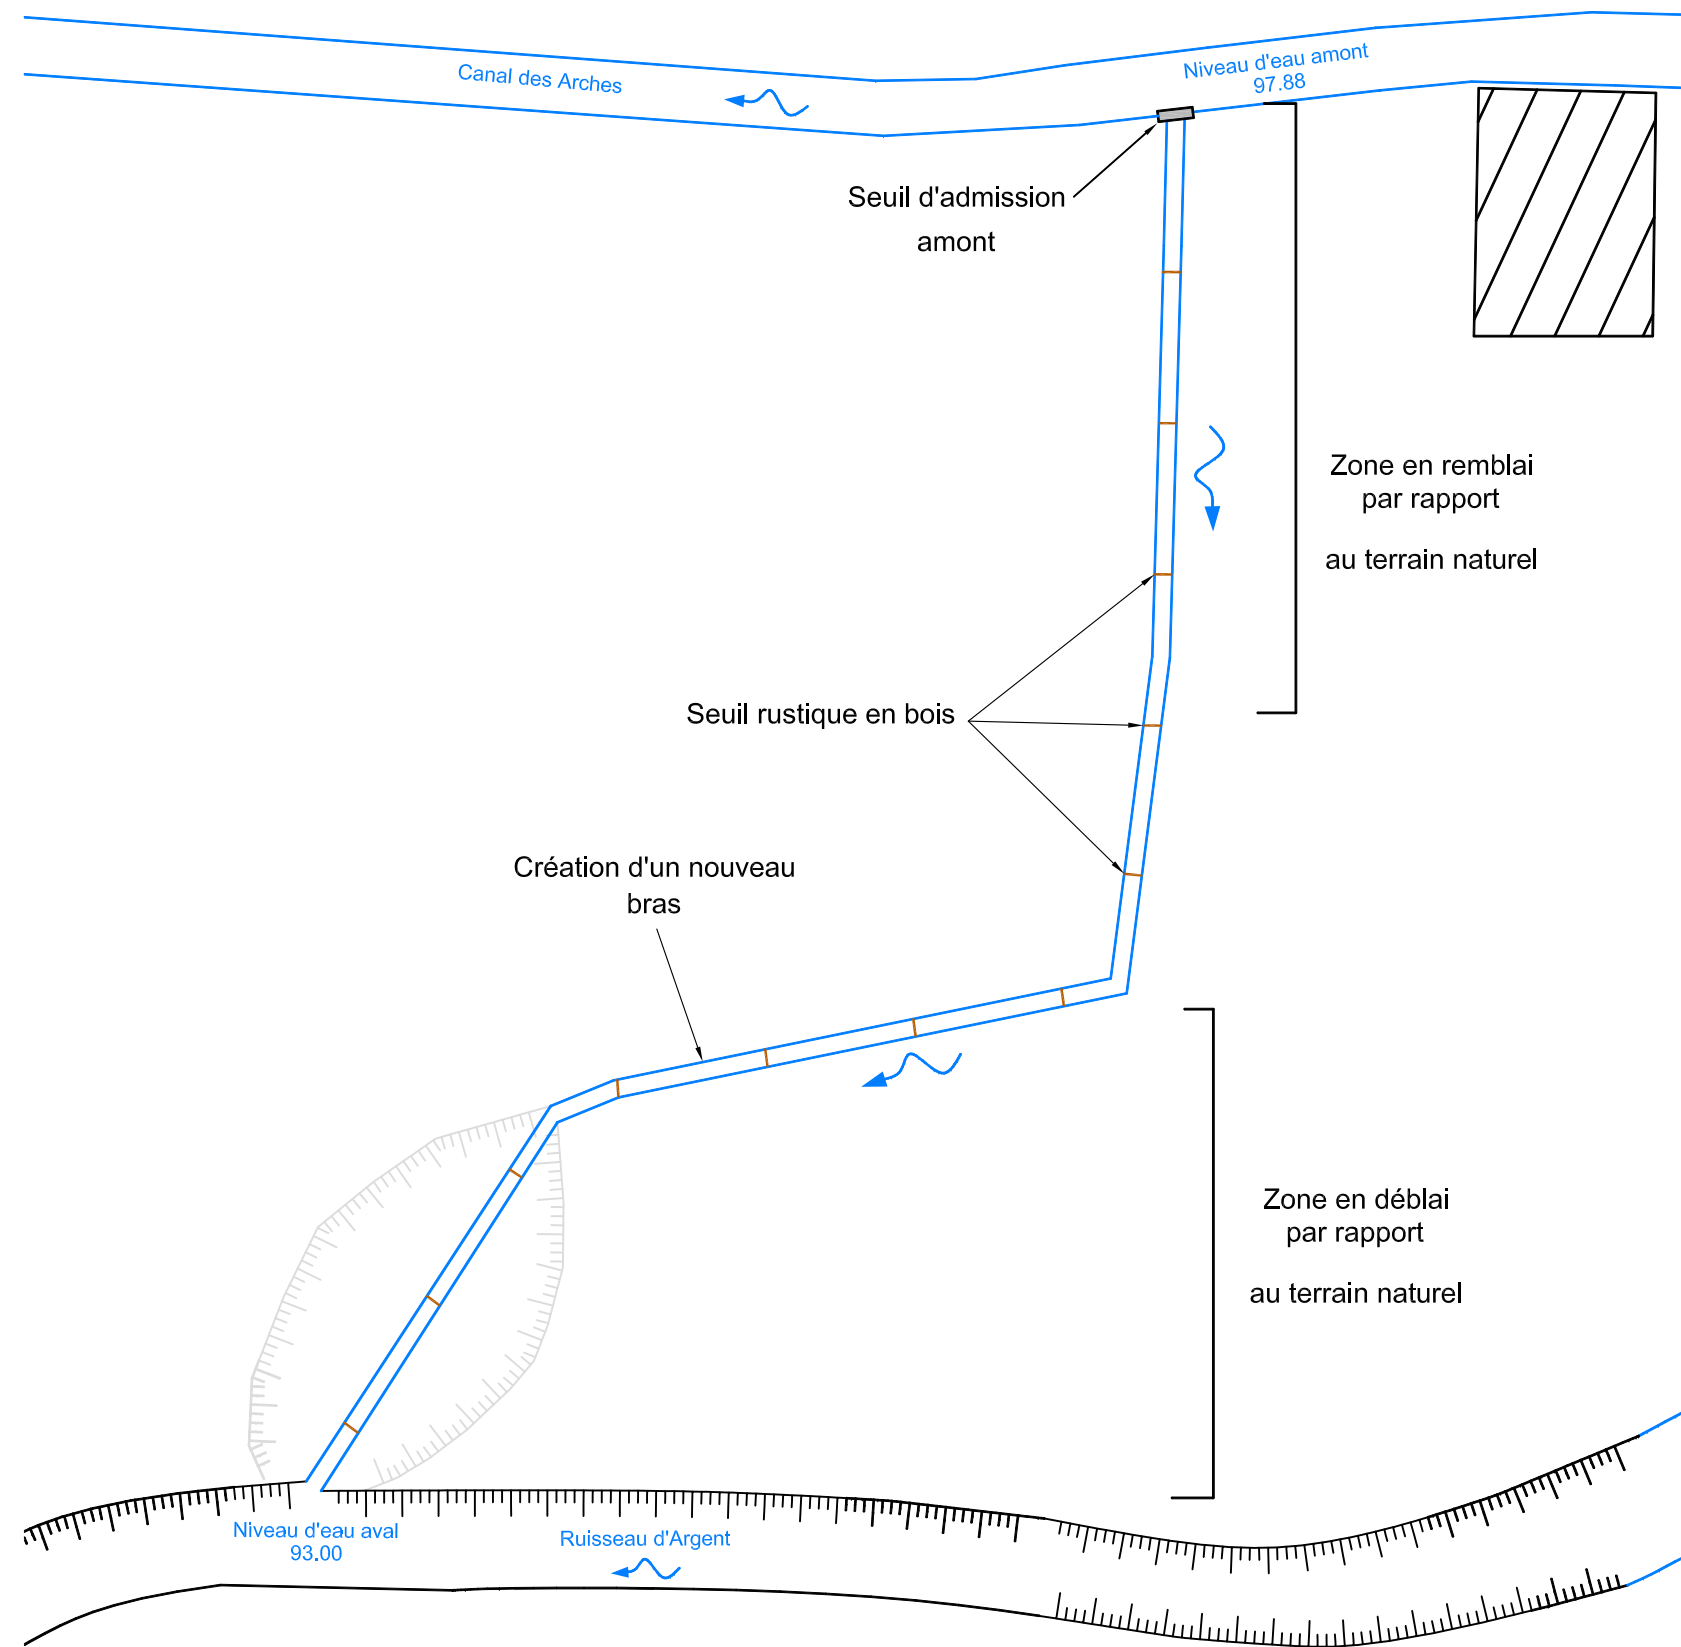 Canal des Arches
Niveau d'eau amont
97.88
Seuil d'admission
amont
Zone en remblai
par rapport
au terrain naturel
Seuil rustique en bois
Création d'un nouveau
bras
Zone en déblai
par rapport
au terrain naturel
Niveau d'eau aval
93.00
Ruisseau d'Argent